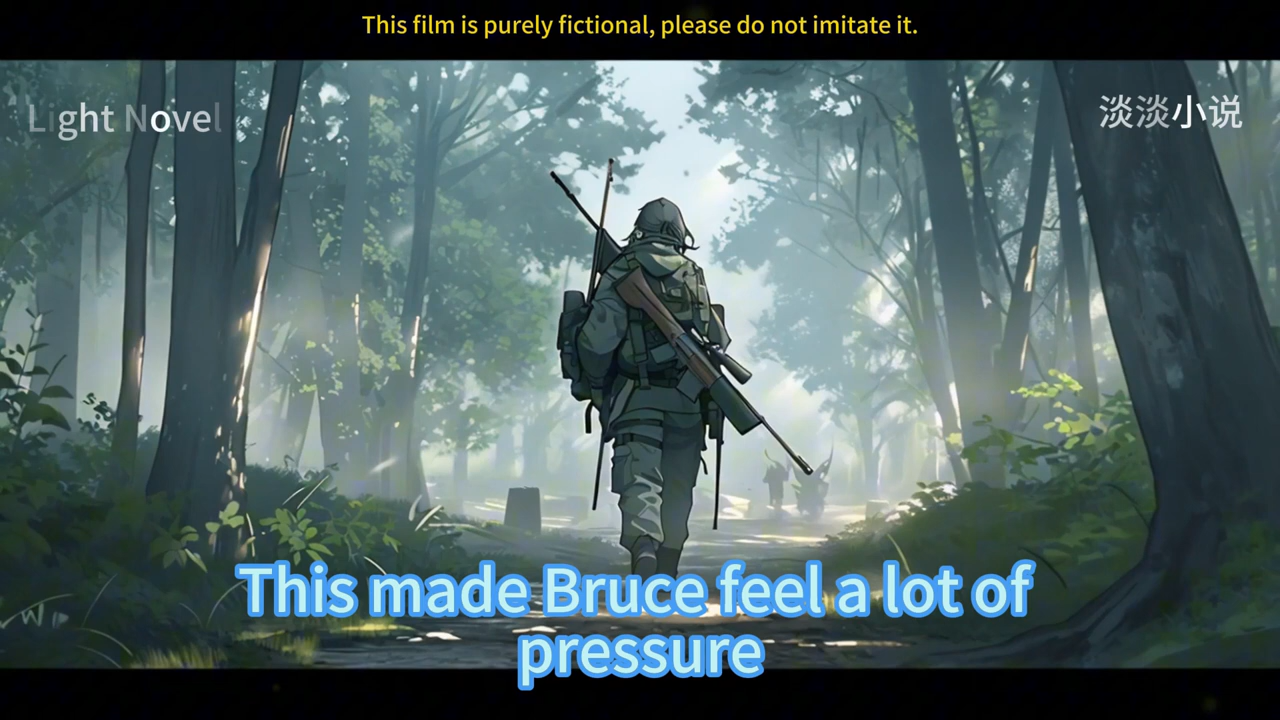 This film is purely fictional, please do not imitate it.
Light Novel
淡淡小说
This made Bruce feel a lot of
pressure